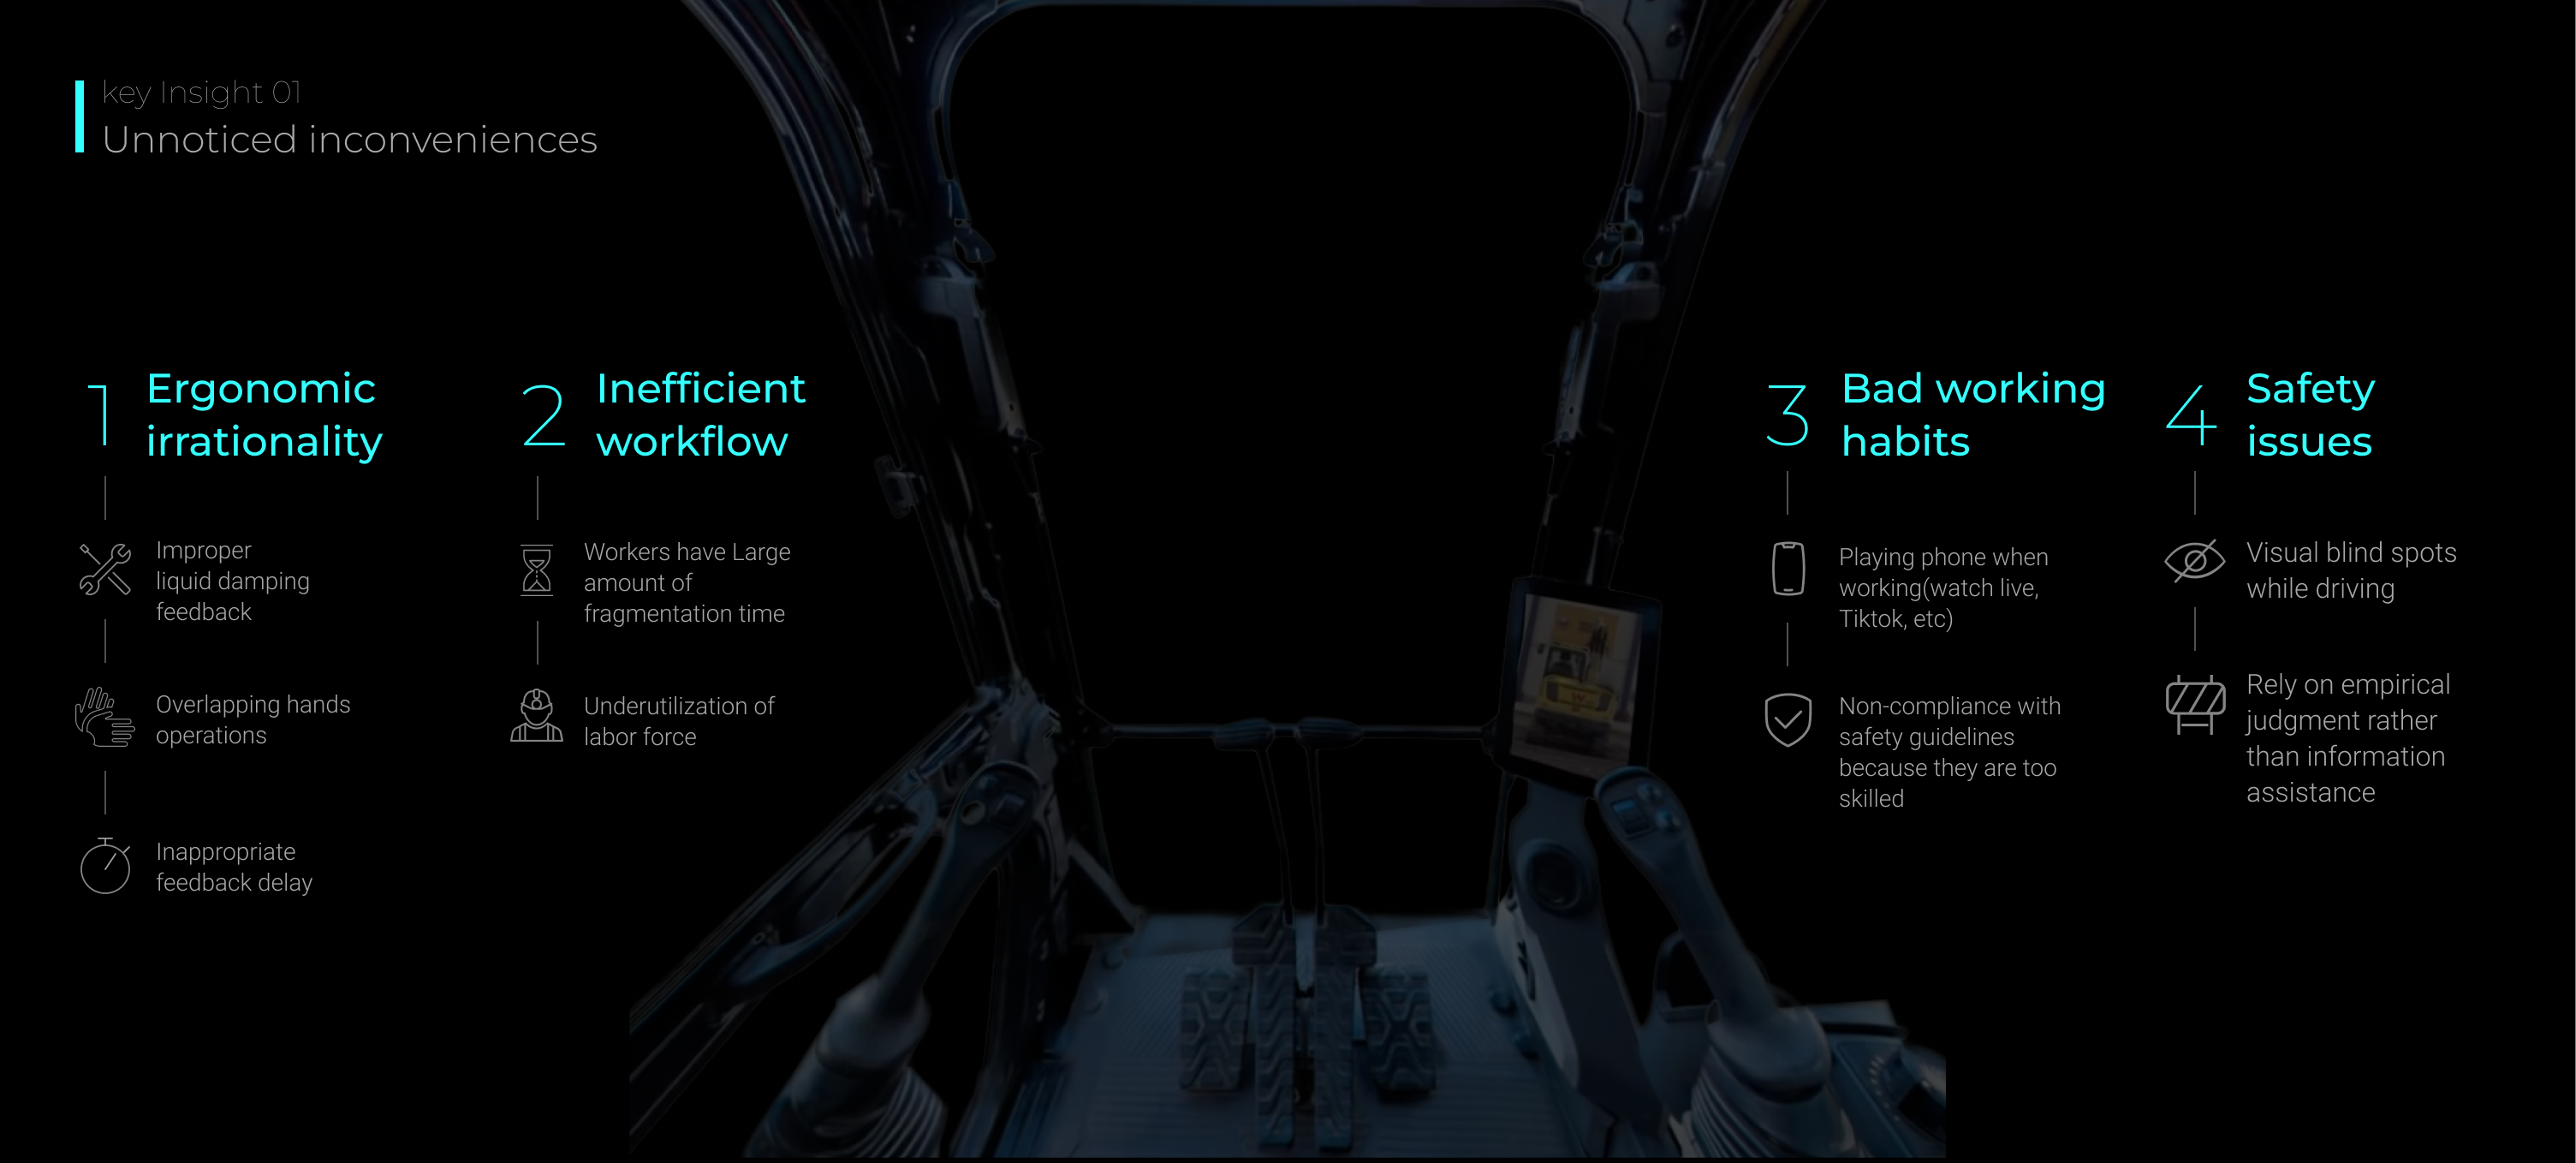 key Insight 01
Unnoticed inconveniences
1
Ergonomic
irrationality
Improper
liquid damping
feedback
Overlapping hands
operations
Inappropriate
feedback delay
2
Inefficient
workflow
Workers have Large
amount of
fragmentation time
Underutilization of
labor force
3
Bad working
habits
Playing phone when
working(watch live,
Tiktok, etc)
Non-compliance with
safety guidelines
because they are too
skilled
4
Safety
issues
Visual blind spots
while driving
Rely on empirical
judgment rather
than information
assistance